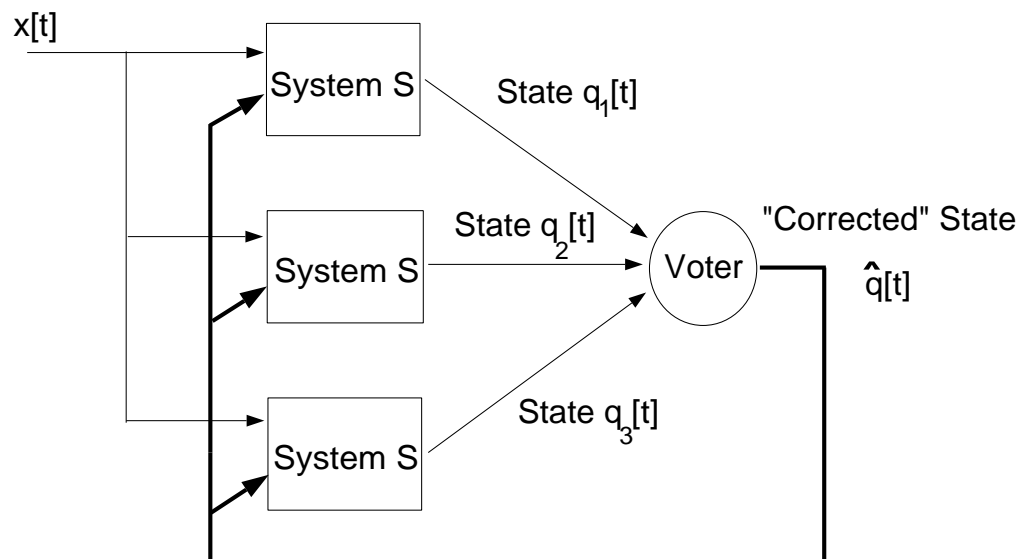 x[t]
System S
State q₁[t]
System S
State q₂[t]
Voter
"Corrected" State
q̂[t]
System S
State q₃[t]